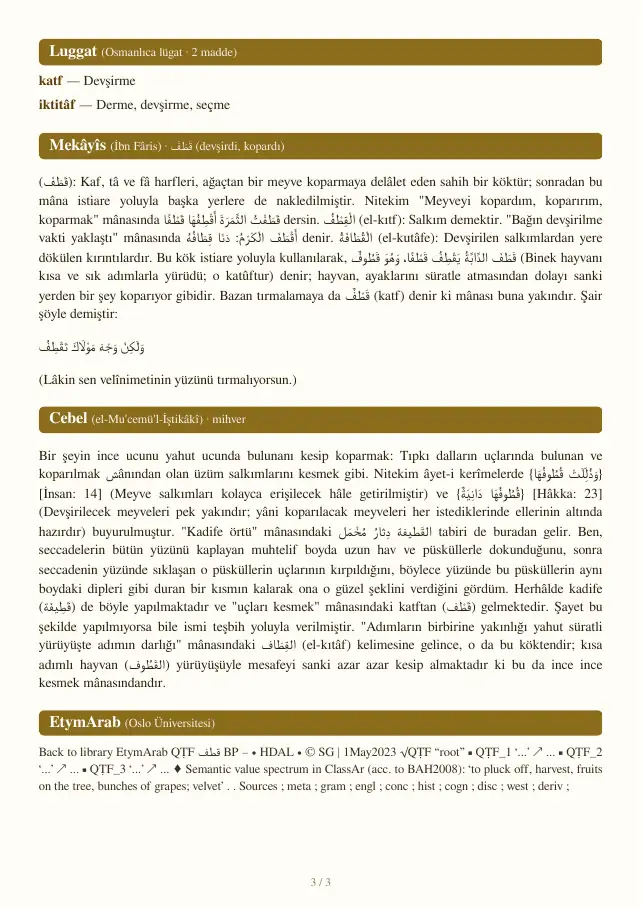 Luggat (Osmanlıca lügat · 2 madde)
katf — Devşirme
iktitâf — Derme, devşirme, seçme
Mekâyîs (İbn Fâris) · قَطَفَ (devşirdi, kopardı)
(قَطَفَ): Kaf, tâ ve fâ harfleri, ağaçtan bir meyve koparmaya delâlet eden sahih bir köktür; sonradan bu
mâna istiare yoluyla başka yerlere de nakledilmiştir. Nitekim "Meyveyi kopardım, koparırım,
koparmak" mânasında قَطَفْتُ الثَّمَرَةَ أَقْطِفُهَا قَطْفًا dersin. اَلْقِطْفُ (el-kıtf): Salkım demektir. "Bağın devşirilme
vakti yaklaştı" mânasında أَقْطَفَ الْكَرْمُ: دَنَا قِطَافُهُ denir. اَلْقُطَافَةُ (el-kutâfe): Devşirilen salkımlardan yere
dökülen kırıntılardır. Bu kök istiare yoluyla kullanılarak, قَطَفَ الدَّابَّةُ يَقْطِفُ قَطْفًا، وَهُوَ قَطُوفٌ (Binek hayvanı
kısa ve sık adımlarla yürüdü; o katûftur) denir; hayvan, ayaklarını süratle atmasından dolayı sanki
yerden bir şey koparıyor gibidir. Bazan tırmalamaya da قَطْفٌ (katf) denir ki mânası buna yakındır. Şair
şöyle demiştir:
وَلَكِنْ وَجْهَ مَوْلَاكَ تَقْطِفُ
(Lâkin sen velînimetinin yüzünü tırmalıyorsun.)
Cebel (el-Mu'cemü'l-İştikâkî) · mihver
Bir şeyin ince ucunu yahut ucunda bulunanı kesip koparmak: Tıpkı dalların uçlarında bulunan ve
koparılmak شânından olan üzüm salkımlarını kesmek gibi. Nitekim âyet-i kerîmelerde {وَذُلِّلَتْ قُطُوفُهَا}
[İnsan: 14] (Meyve salkımları kolayca erişilecek hâle getirilmiştir) ve {قُطُوفُهَا دَانِيَةٌ} [Hâkka: 23]
(Devşirilecek meyveleri pek yakındır; yâni koparılacak meyveleri her istediklerinde ellerinin altında
hazırdır) buyurulmuştur. "Kadife örtü" mânasındaki القَطيفة دِثارٌ مُخْمَل tabiri de buradan gelir. Ben,
seccadelerin bütün yüzünü kaplayan muhtelif boyda uzun hav ve püsküllerle dokunduğunu, sonra
seccadenin yüzünde sıklaşan o püsküllerin uçlarının kırpıldığını, böylece yüzünde bu püsküllerin aynı
boydaki dipleri gibi duran bir kısmın kalarak ona o güzel şeklini verdiğini gördüm. Herhâlde kadife
(قَطِيفة) de böyle yapılmaktadır ve "uçları kesmek" mânasındaki katftan (قَطْف) gelmektedir. Şayet bu
şekilde yapılmıyorsa bile ismi teşbih yoluyla verilmiştir. "Adımların birbirine yakınlığı yahut süratli
yürüyüşte adımın darlığı" mânasındaki القِطاف (el-kıtâf) kelimesine gelince, o da bu köktendir; kısa
adımlı hayvan (القَطُوف) yürüyüşüyle mesafeyi sanki azar azar kesip almaktadır ki bu da ince ince
kesmek mânasındandır.
EtymArab (Oslo Üniversitesi)
Back to library EtymArab QṬF قطف BP – • HDAL • © SG | 1May2023 √QṬF “root” ▪ QṬF_1 ‘...’ ↗ ... ▪ QṬF_2
‘...’ ↗ ... ▪ QṬF_3 ‘...’ ↗ ... ♦ Semantic value spectrum in ClassAr (acc. to BAH2008): ‘to pluck off, harvest, fruits
on the tree, bunches of grapes; velvet’ . . Sources ; meta ; gram ; engl ; conc ; hist ; cogn ; disc ; west ; deriv ;
3 / 3